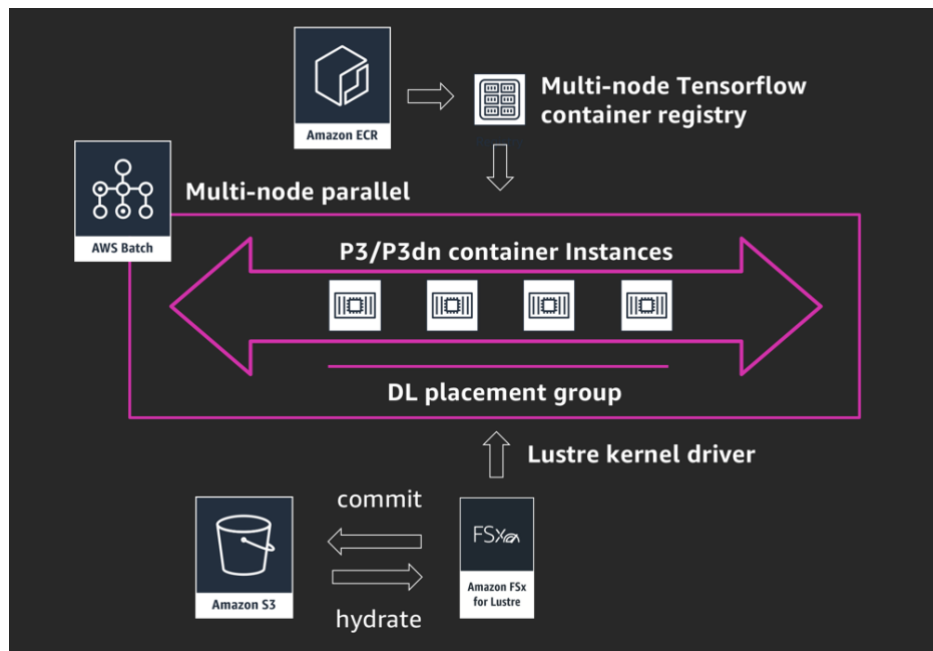 Amazon ECR
Multi-node Tensorflow
container registry
AWS Batch
Multi-node parallel
P3/P3dn container Instances
DL placement group
Lustre kernel driver
commit
Amazon S3
hydrate
FSx
Amazon FSx
for Lustre